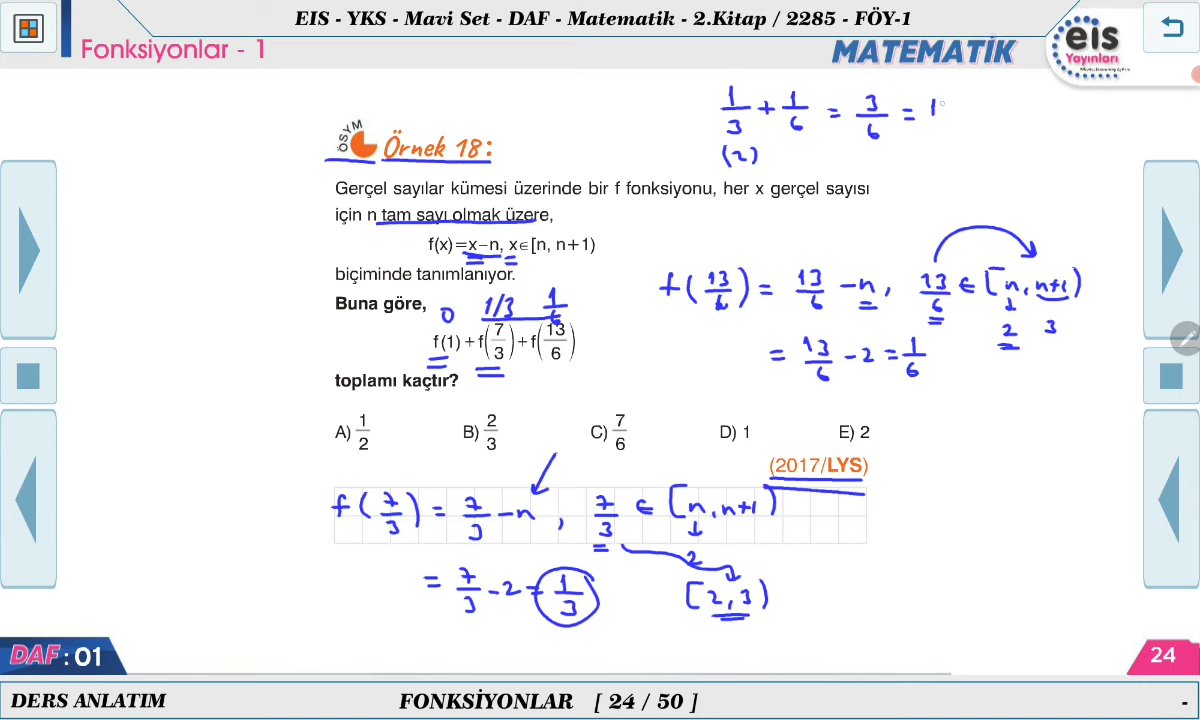 EIS - YKS - Mavi Set - DAF - Matematik - 2.Kitap / 2285 - FÖY-1
Fonksiyonlar - 1
MATEMATİK
eis
Yayınları
1/3 + 1/6 = 3/6 = 1
(2)
ÖSYM
Örnek 18:
Gerçel sayılar kümesi üzerinde bir f fonksiyonu, her x gerçel sayısı
için n tam sayı olmak üzere,
f(x)=x–n, x∈[n, n+1)
biçiminde tanımlanıyor.
f(13/6) = 13/6 - n, 13/6 ∈ [n, n+1)
2 3
= 13/6 - 2 = 1/6
Buna göre,
0 1/3 1/6
f(1)+f(7/3)+f(13/6)
toplamı kaçtır?
A) 1/2 B) 2/3 C) 7/6 D) 1 E) 2
(2017/LYS)
f(7/3) = 7/3 - n, 7/3 ∈ [n, n+1)
2
= 7/3 - 2 = 1/3 [2, 3)
DAF : 01
24
DERS ANLATIM
FONKSİYONLAR [ 24 / 50 ]
-